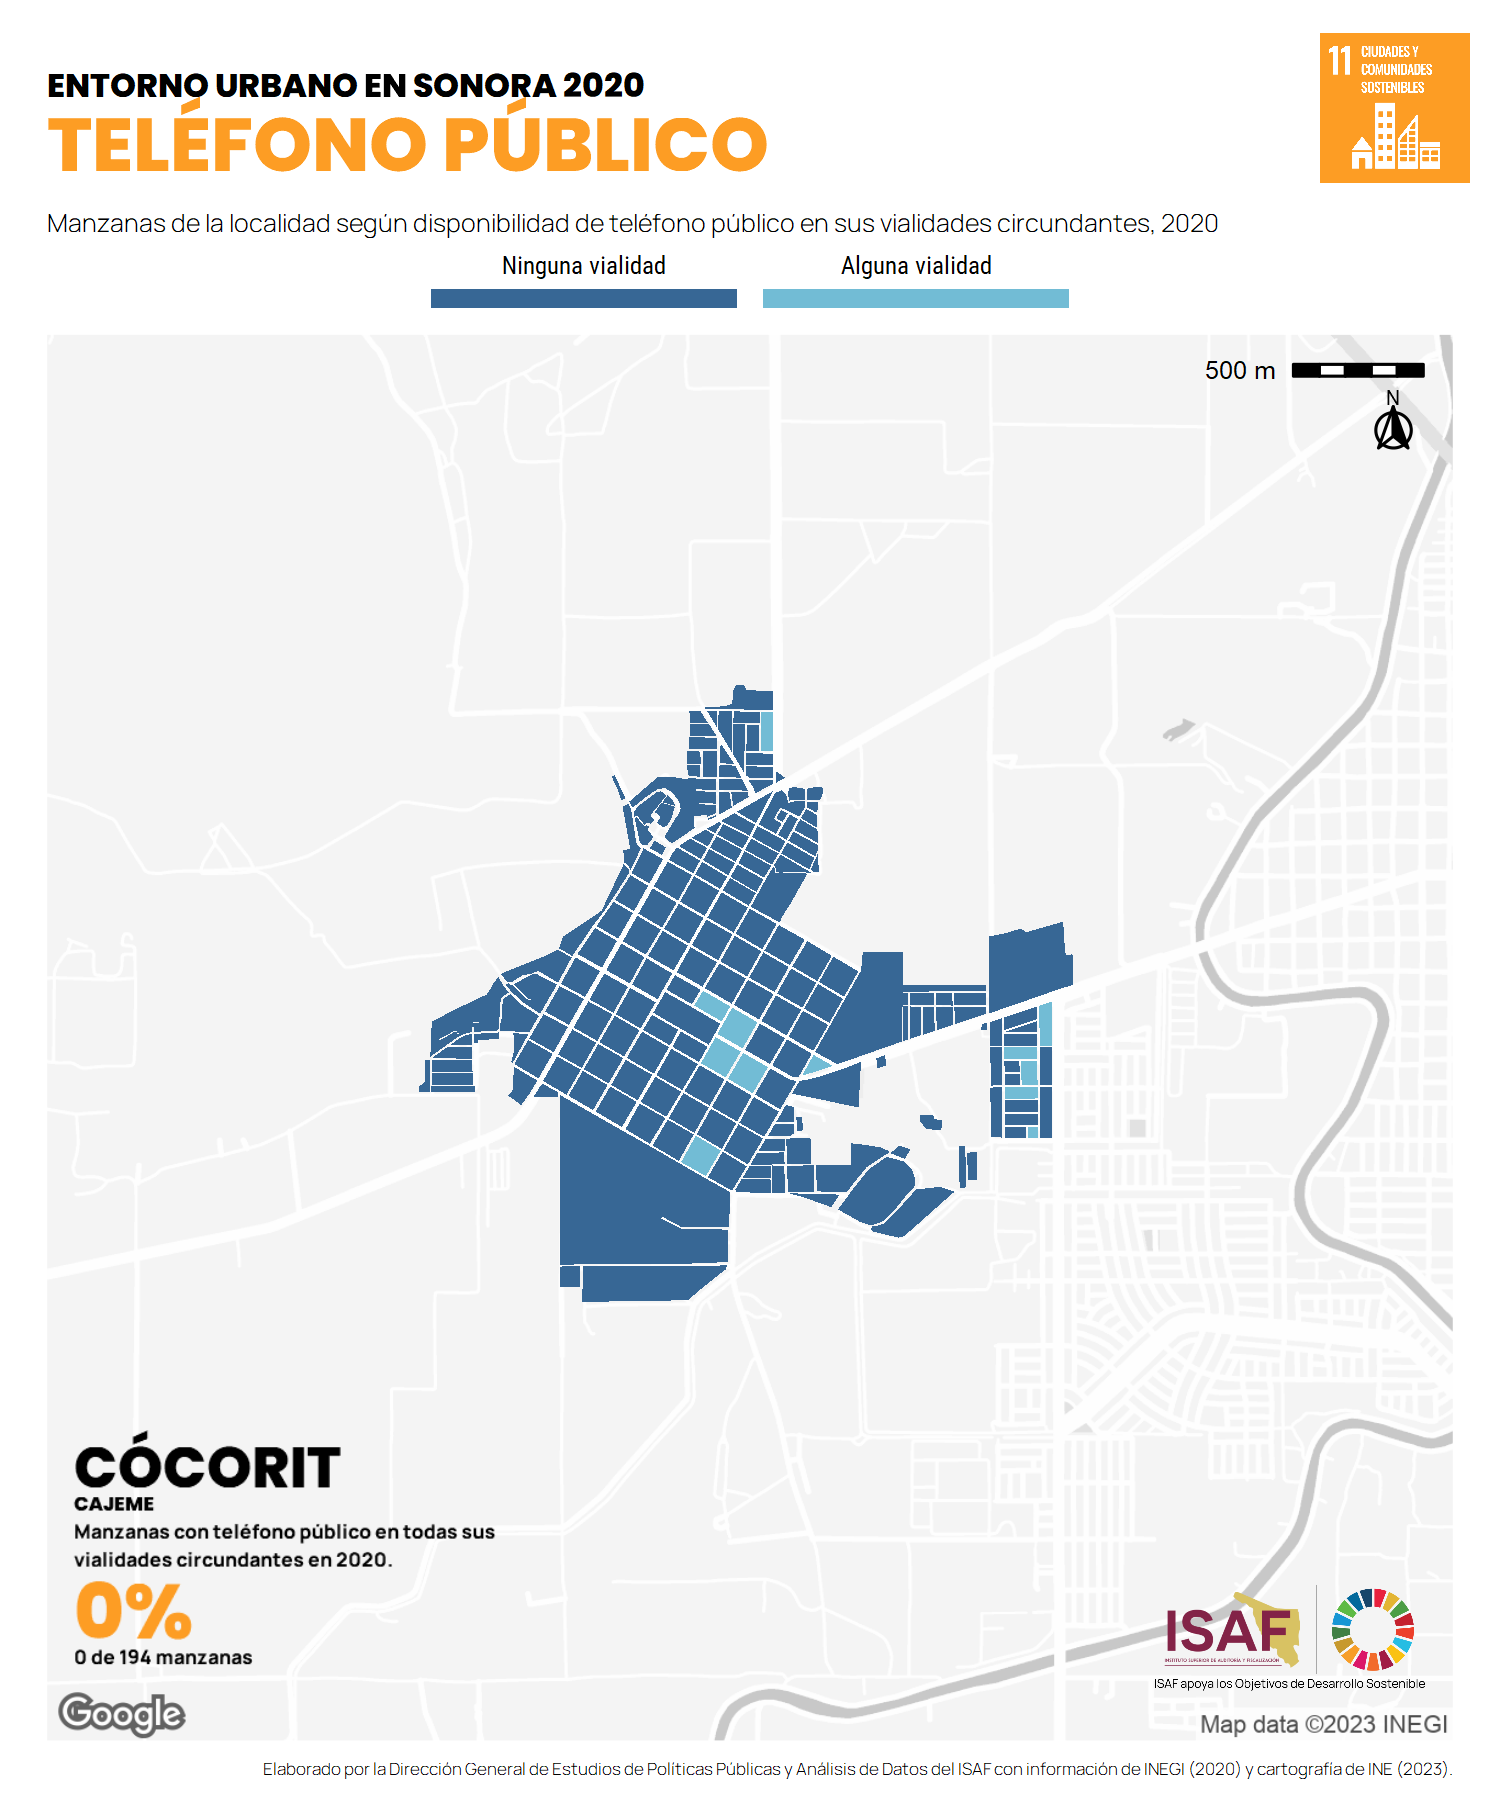 ENTORNO URBANO EN SONORA 2020
TELÉFONO PÚBLICO
11 CIUDADES Y
COMUNIDADES
SOSTENIBLES
Manzanas de la localidad según disponibilidad de teléfono público en sus vialidades circundantes, 2020
Ninguna vialidad
Alguna vialidad
500 m
N
CÓCORIT
CAJEME
Manzanas con teléfono público en todas sus
vialidades circundantes en 2020.
0%
0 de 194 manzanas
Google
ISAF
INSTITUTO SUPERIOR DE AUDITORÍA Y FISCALIZACIÓN
ISAF apoya los Objetivos de Desarrollo Sostenible
Map data ©2023 INEGI
Elaborado por la Dirección General de Estudios de Políticas Públicas y Análisis de Datos del ISAF con información de INEGI (2020) y cartografía de INE (2023).